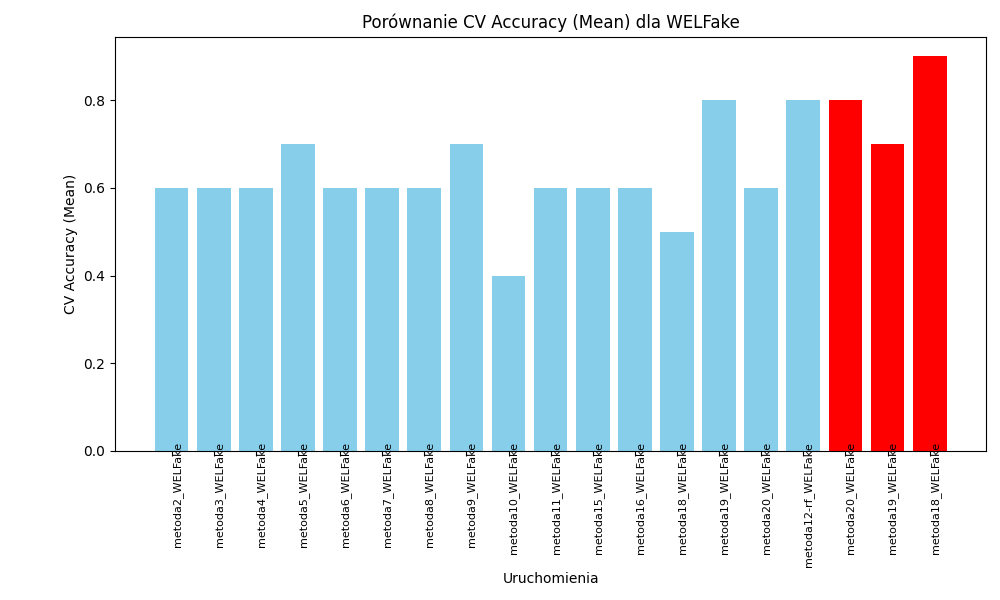 Porównanie CV Accuracy (Mean) dla WELFake
CV Accuracy (Mean)
0.8
0.6
0.4
0.2
0.0
metoda2_WELFake
metoda3_WELFake
metoda4_WELFake
metoda5_WELFake
metoda6_WELFake
metoda7_WELFake
metoda8_WELFake
metoda9_WELFake
metoda10_WELFake
metoda11_WELFake
metoda15_WELFake
metoda16_WELFake
metoda18_WELFake
metoda19_WELFake
metoda20_WELFake
metoda12-rf_WELFake
metoda20_WELFake
metoda19_WELFake
metoda18_WELFake
Uruchomienia